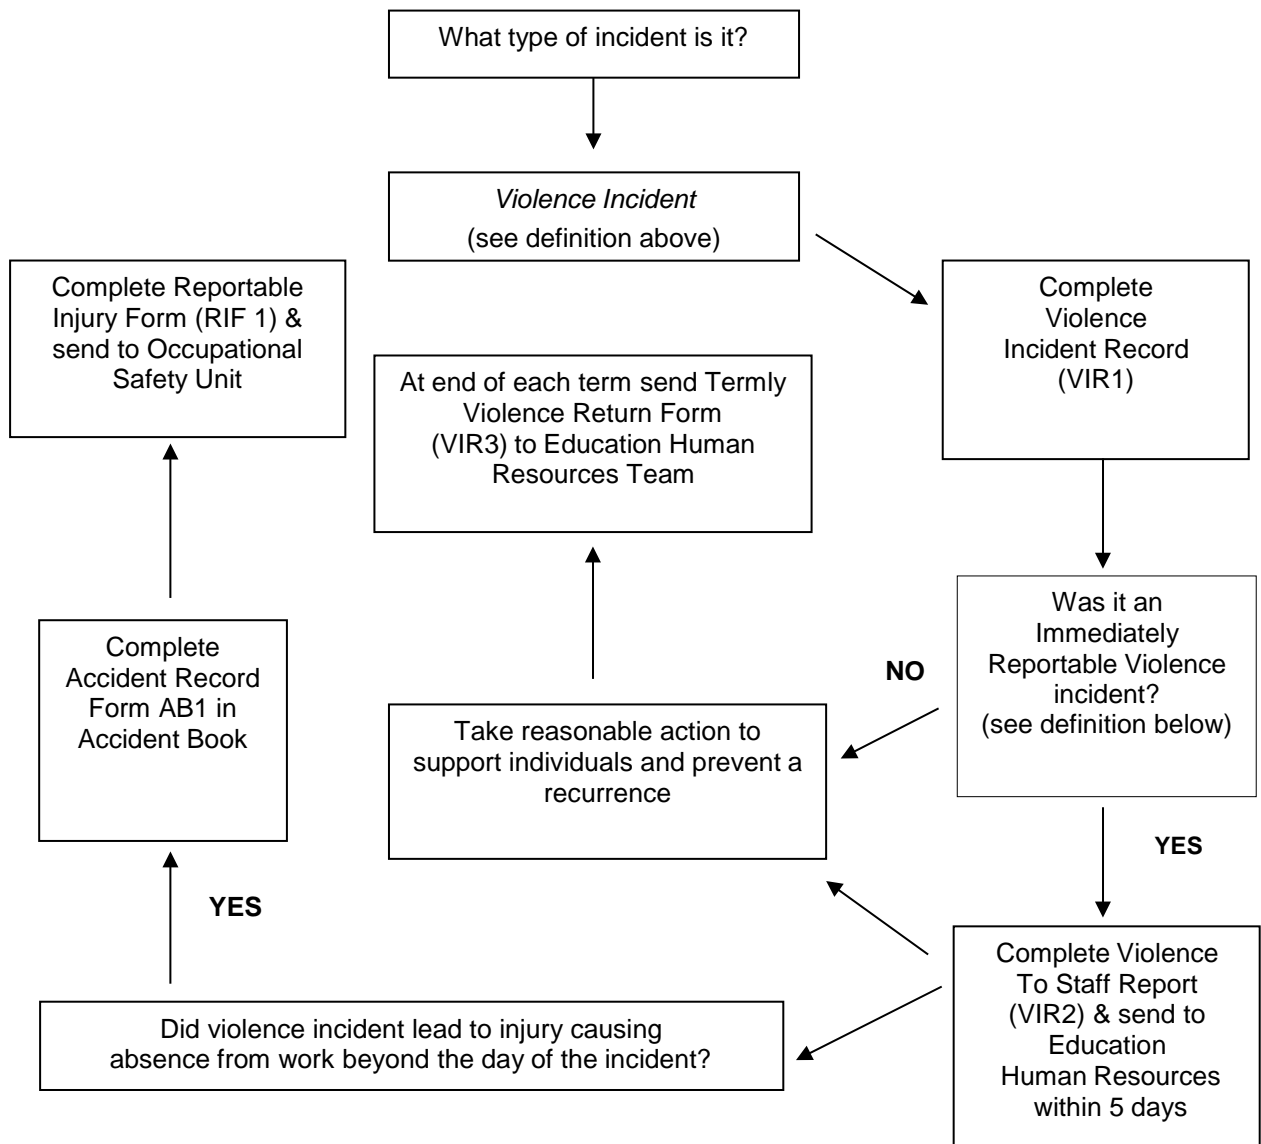 What type of incident is it?
Violence Incident
(see definition above)
Complete Reportable
Injury Form (RIF 1) &
send to Occupational
Safety Unit
At end of each term send Termly
Violence Return Form
(VIR3) to Education Human
Resources Team
Complete
Violence
Incident Record
(VIR1)
Complete
Accident Record
Form AB1 in
Accident Book
Take reasonable action to
support individuals and prevent a
recurrence
NO
Was it an
Immediately
Reportable Violence
incident?
(see definition below)
YES
YES
Did violence incident lead to injury causing
absence from work beyond the day of the incident?
Complete Violence
To Staff Report
(VIR2) & send to
Education
Human Resources
within 5 days